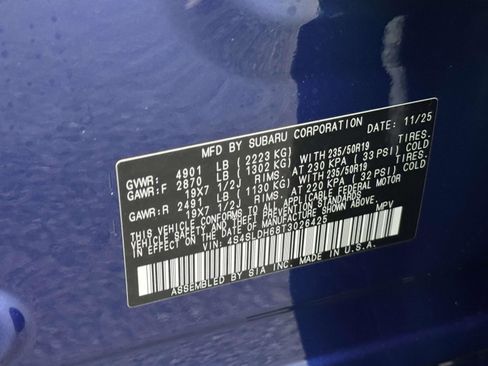 MFD BY SUBARU CORPORATION DATE: 11/25
GVWR: 4901 LB (2223 KG)
GAWR:F 2870 LB (1302 KG) WITH 235/50R19 TIRES.
19X7 1/2J RIMS. AT 230 KPA (33 PSI) COLD
GAWR:R 2491 LB (1130 KG) WITH 235/50R19 TIRES.
19X7 1/2J RIMS. AT 220 KPA (32 PSI) COLD
THIS VEHICLE CONFORMS TO ALL APPLICABLE FEDERAL MOTOR
VEHICLE SAFETY, BUMPER, AND THEFT PREVENTION STANDARDS
IN EFFECT ON THE DATE OF MANUFACTURE SHOWN ABOVE.
VIN: 4S4SLDH68T3026425 MPV
ASSEMBLED BY SIA INC. MADE IN U.S.A.